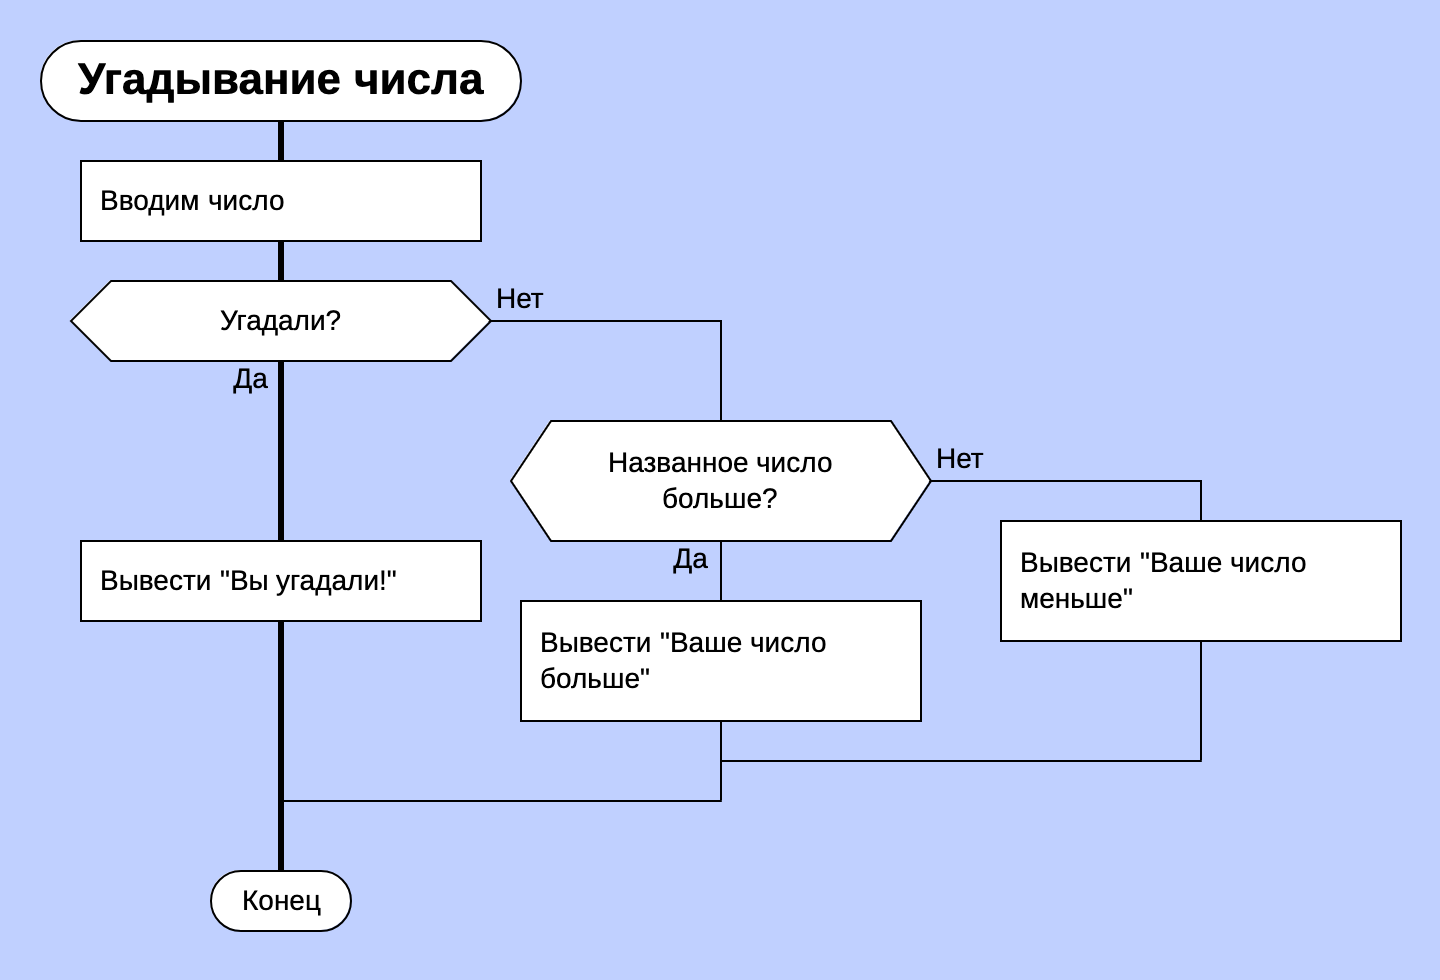 Угадывание числа
Вводим число
Угадали?
Нет
Да
Названное число
больше?
Нет
Да
Вывести "Вы угадали!"
Вывести "Ваше число
больше"
Вывести "Ваше число
меньше"
Конец